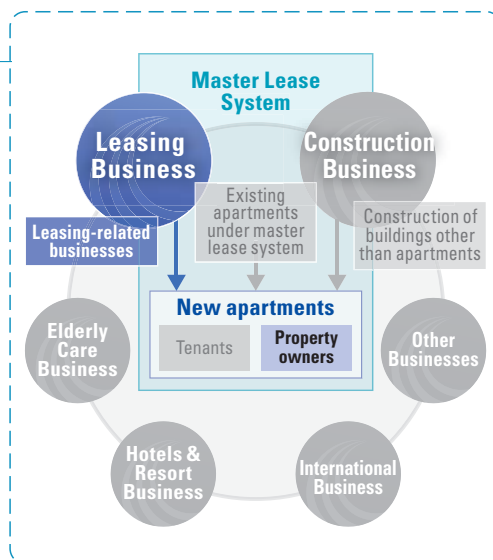 Master Lease
System
Leasing
Business
Construction
Business
Leasing-related
businesses
Existing
apartments
under master
lease system
Construction of
buildings other
than apartments
New apartments
Tenants
Property
owners
Elderly
Care
Business
Other
Businesses
Hotels &
Resort
Business
International
Business